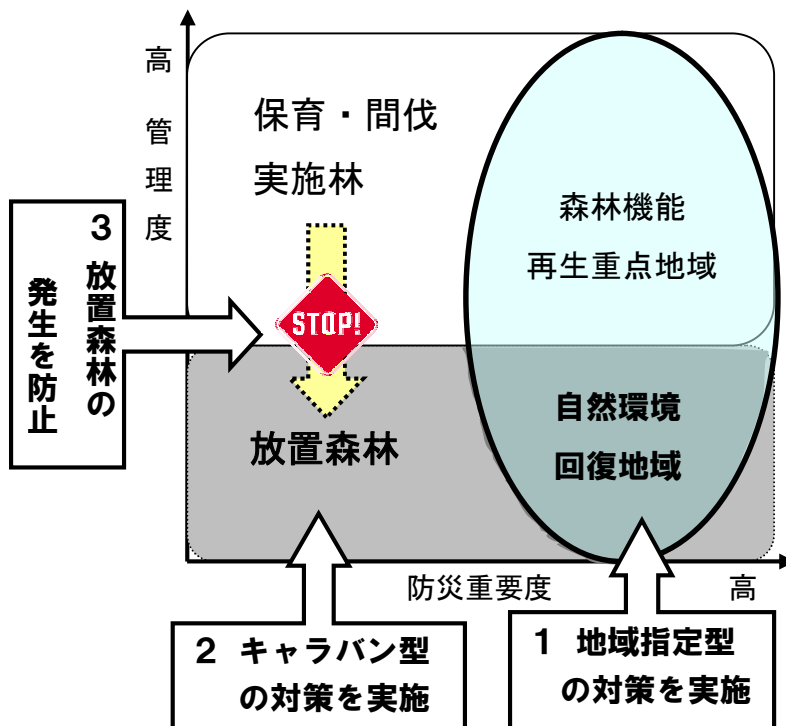 高
管
理
度
保育・間伐
実施林
森林機能
再生重点地域
3 放置森林の
発生を防止
STOP!
放置森林
自然環境
回復地域
防災重要度
高
2 キャラバン型
の対策を実施
1 地域指定型
の対策を実施